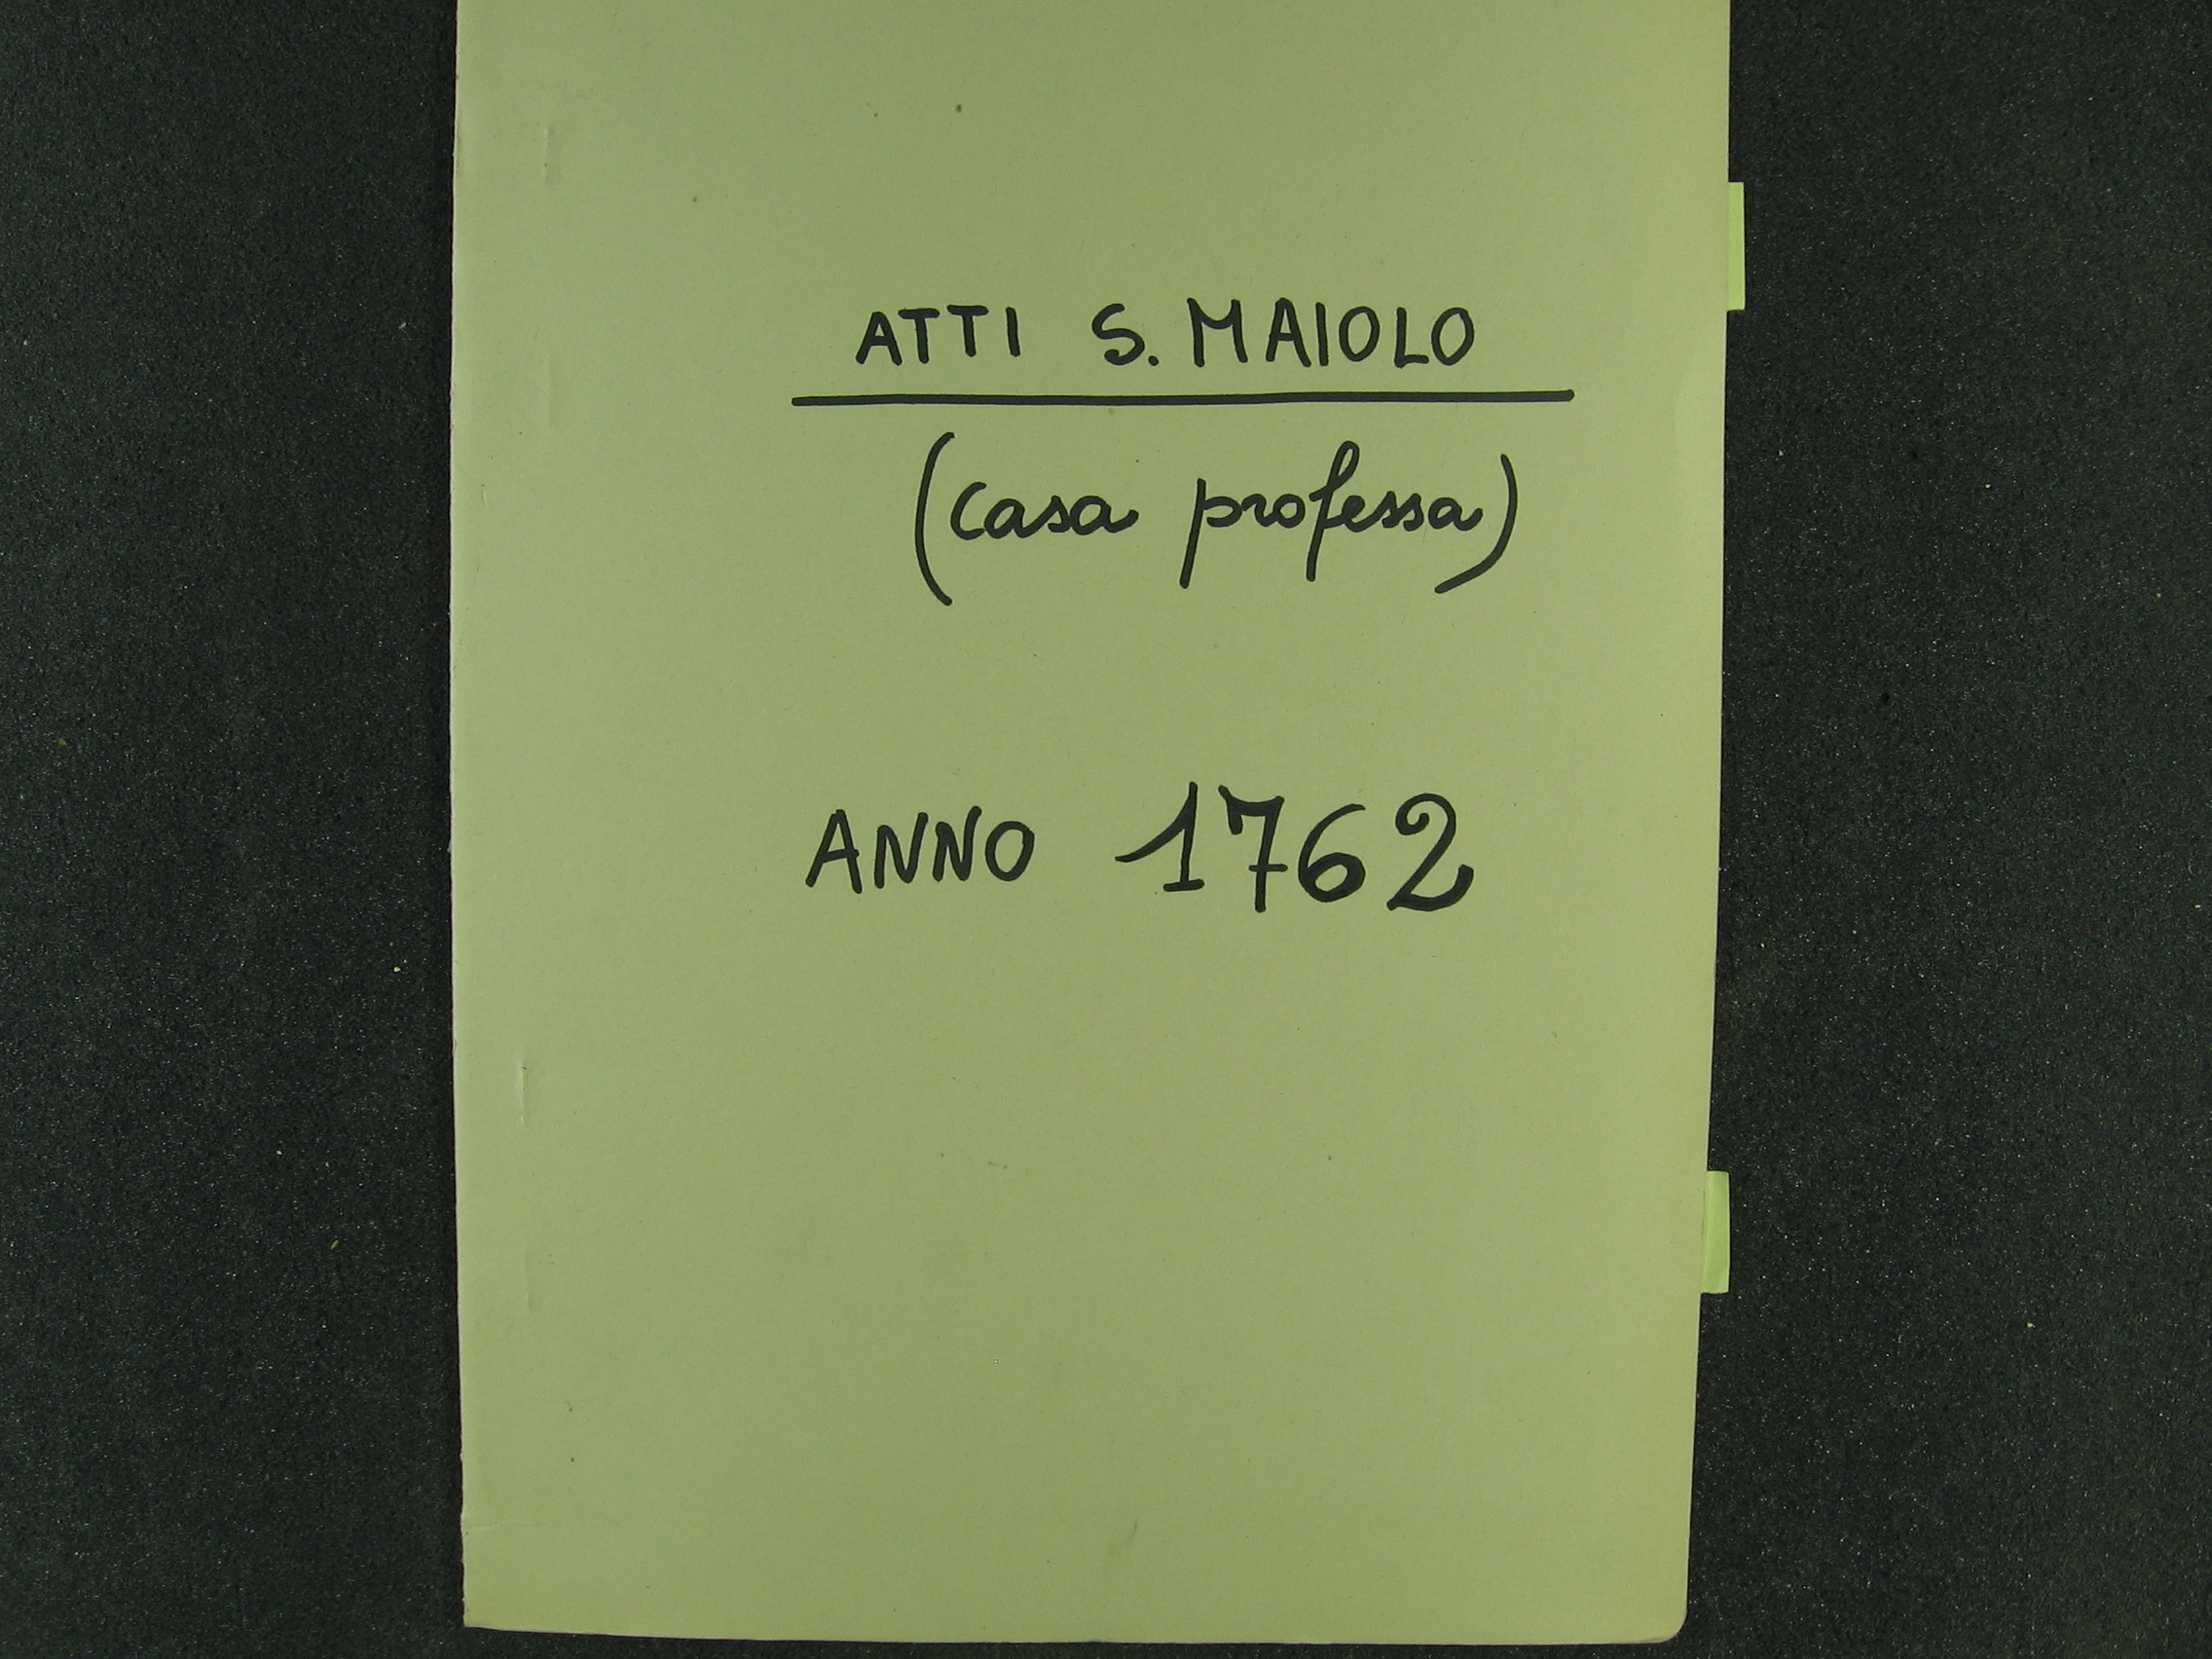 ATTI S. MAIOLO
(casa professa)
ANNO 1762